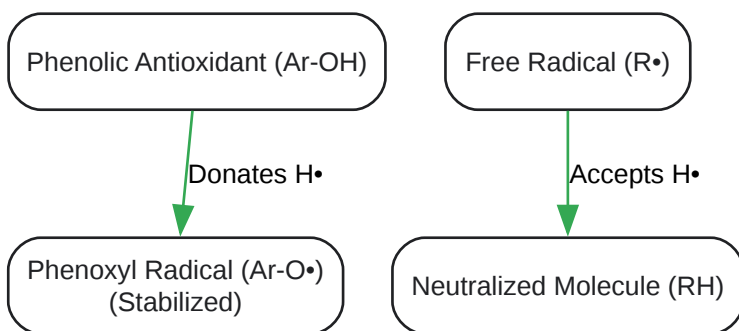 Phenolic Antioxidant (Ar-OH)
Free Radical (R•)
Donates H•
Accepts H•
Phenoxyl Radical (Ar-O•)
(Stabilized)
Neutralized Molecule (RH)